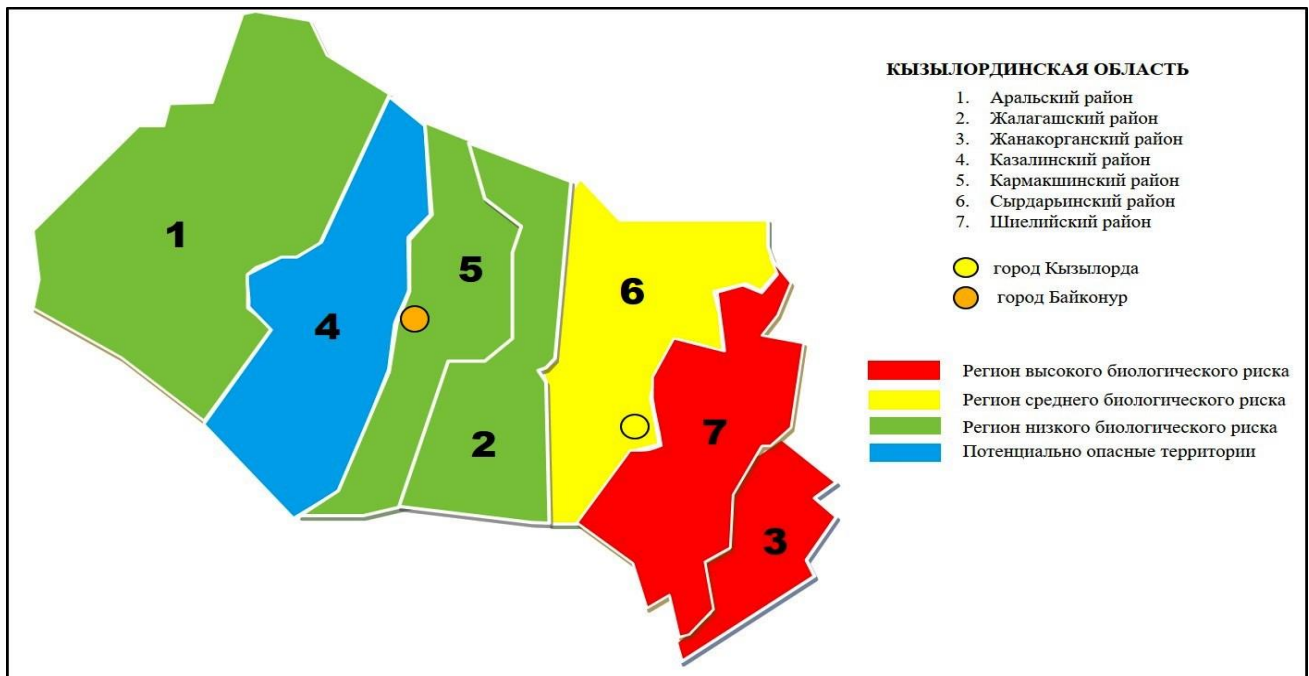 КЫЗЫЛОРДИНСКАЯ ОБЛАСТЬ
1. Аральский район
2. Жалагашский район
3. Жанакорганский район
4. Казалинский район
5. Кармакшинский район
6. Сырдарьинский район
7. Шиелийский район
город Кызылорда
город Байконур
Регион высокого биологического риска
Регион среднего биологического риска
Регион низкого биологического риска
Потенциально опасные территории
1
4
5
2
6
7
3